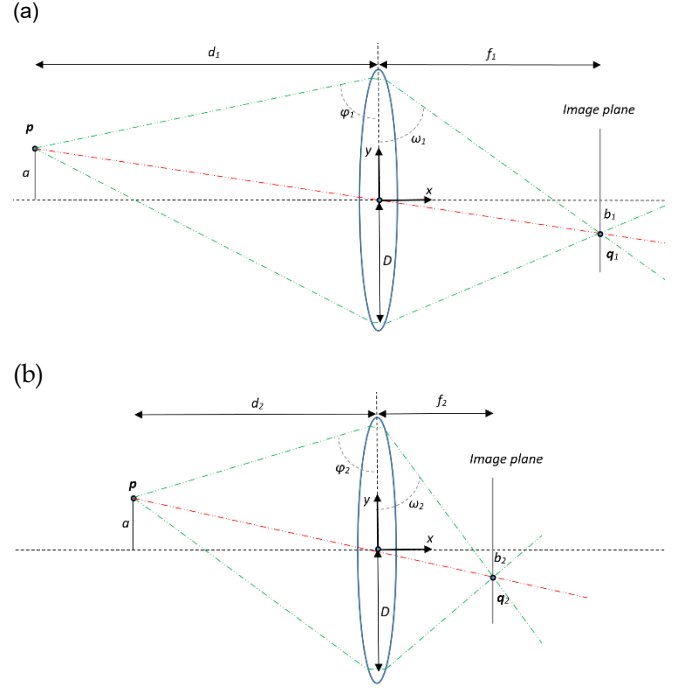 (a)
d1
f1
φ1
ω1
Image plane
p
a
y
x
b1
q1
D
(b)
d2
f2
φ2
ω2
Image plane
p
a
y
x
b2
q2
D